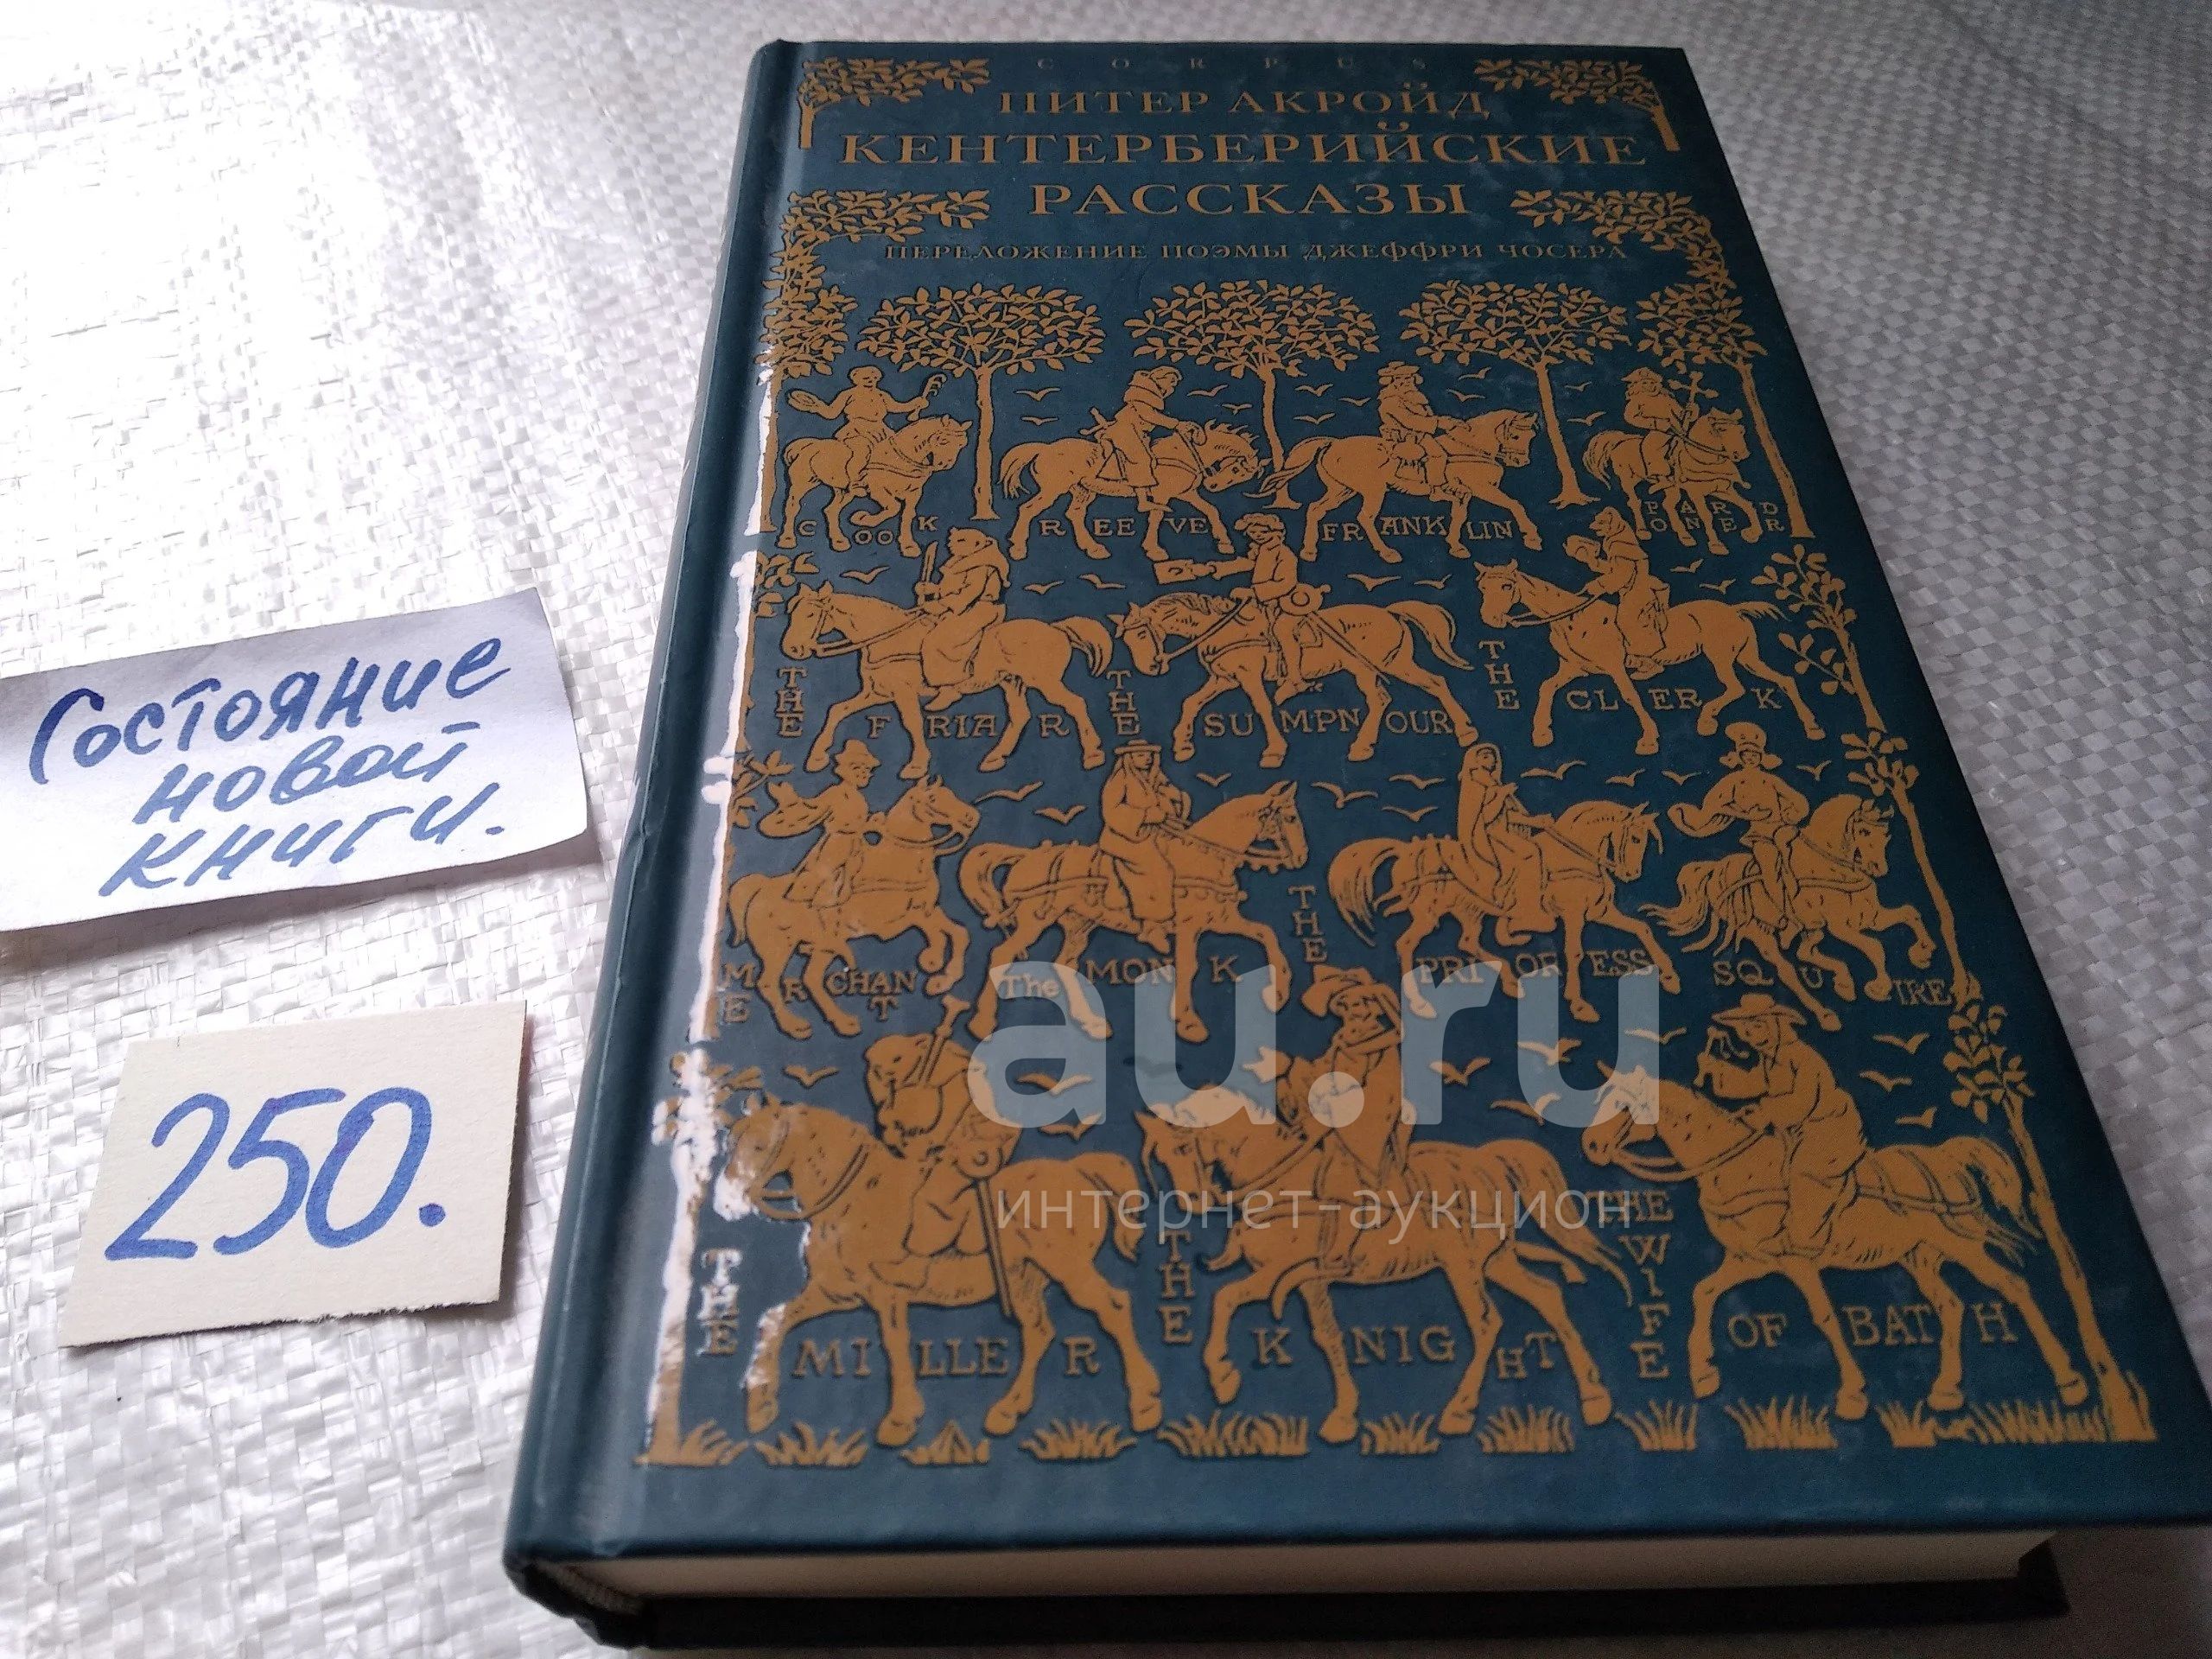 CORPUS
ПИТЕР АКРОЙД
КЕНТЕРБЕРИЙСКИЕ
РАССКАЗЫ
ПЕРЕЛОЖЕНИЕ ПОЭМЫ ДЖЕФФРИ ЧОСЕРА
COOK REEVE FRANKLIN PARDONER
THE FRIAR THE SUMPNOUR THE CLERK
MERCHANT The MONK THE PRIORESS SQUIRE
THE MILLER THE KNIGHT THE WIFE OF BATH
Состояние
новой
книги.
250.
au.ru
интернет-аукцион